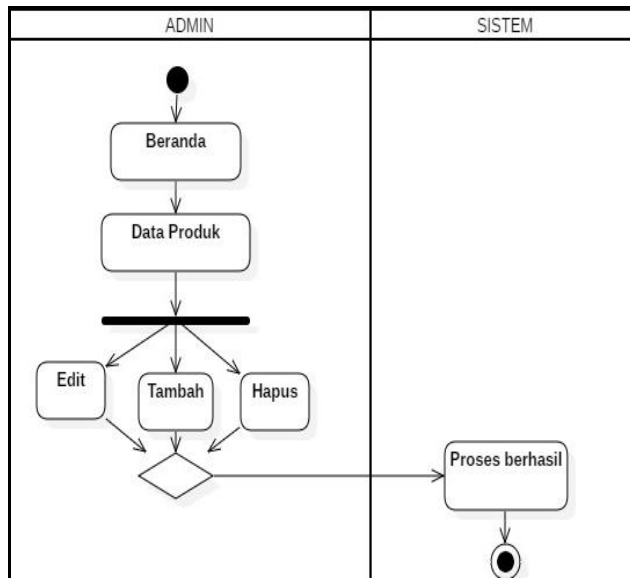 ADMIN
SISTEM
Beranda
Data Produk
Edit
Tambah
Hapus
Proses berhasil